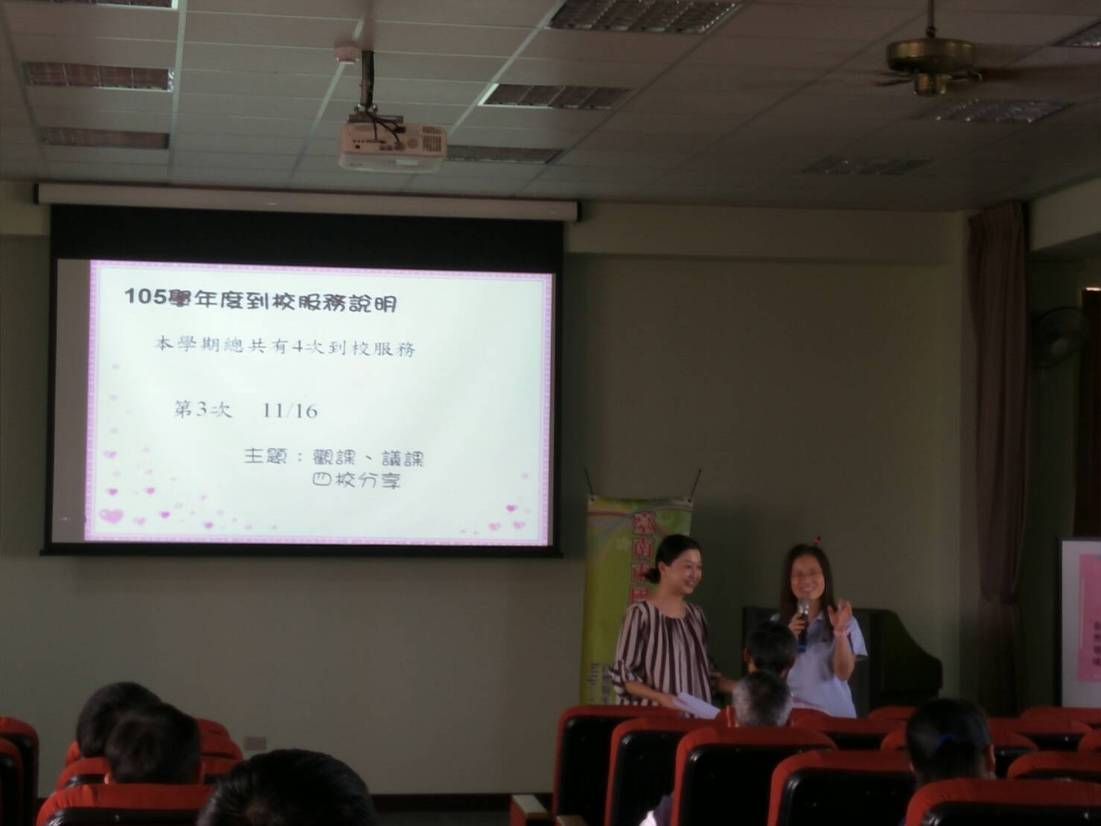 105學年度到校服務說明
本學期總共有4次到校服務
第3次 11/16
主題：觀課、議課
四校分享